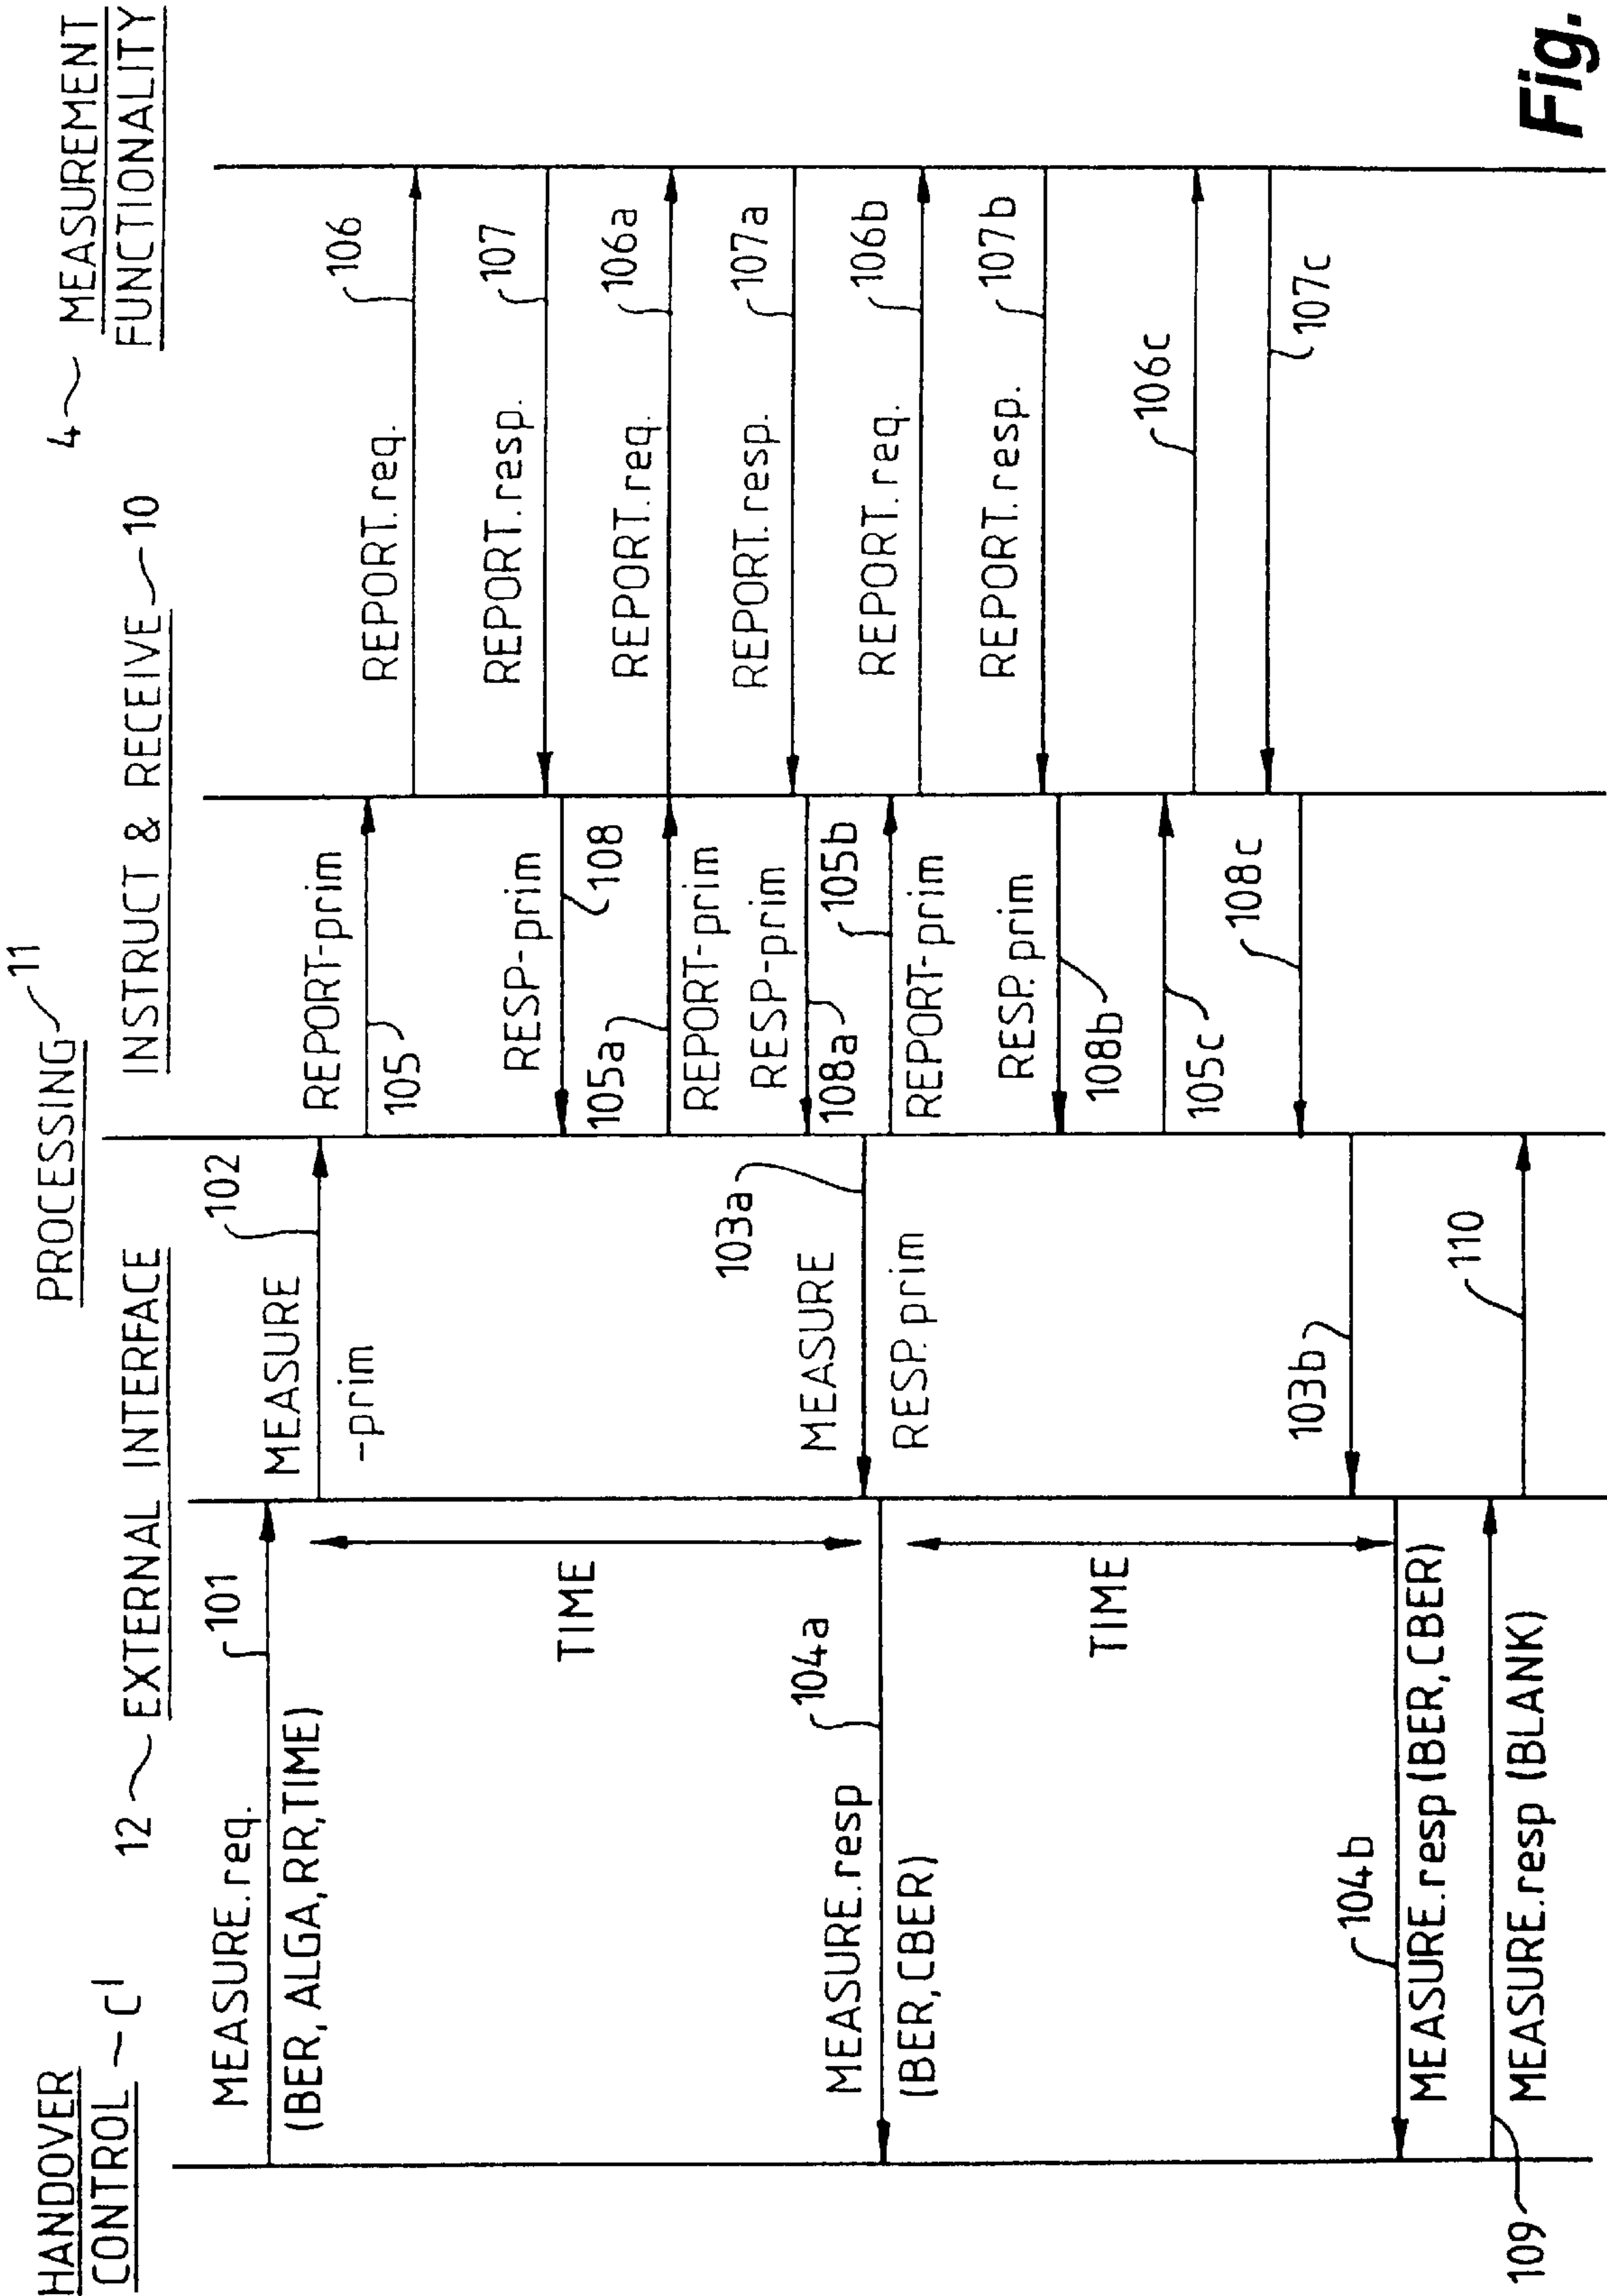 HANDOVER
CONTROL ~ C'
12 ~ EXTERNAL INTERFACE
PROCESSING ~ 11
INSTRUCT & RECEIVE ~ 10
4 ~ MEASUREMENT
FUNCTIONALITY
MEASURE.req.
101
(BER, ALGA, RR, TIME)
MEASURE
102
-prim
REPORT-prim
105
REPORT.req.
106
REPORT.resp.
107
RESP-prim
108
TIME
105a
REPORT-prim
REPORT.req.
106a
REPORT.resp.
107a
RESP-prim
108a
MEASURE
103a
RESP. prim
MEASURE.resp
104a
(BER,CBER)
105b
REPORT-prim
REPORT.req.
106b
REPORT.resp.
107b
RESP. prim
108b
TIME
105c
106c
107c
108c
103b
104b
MEASURE.resp (BER,CBER)
109
MEASURE.resp (BLANK)
110
Fig.